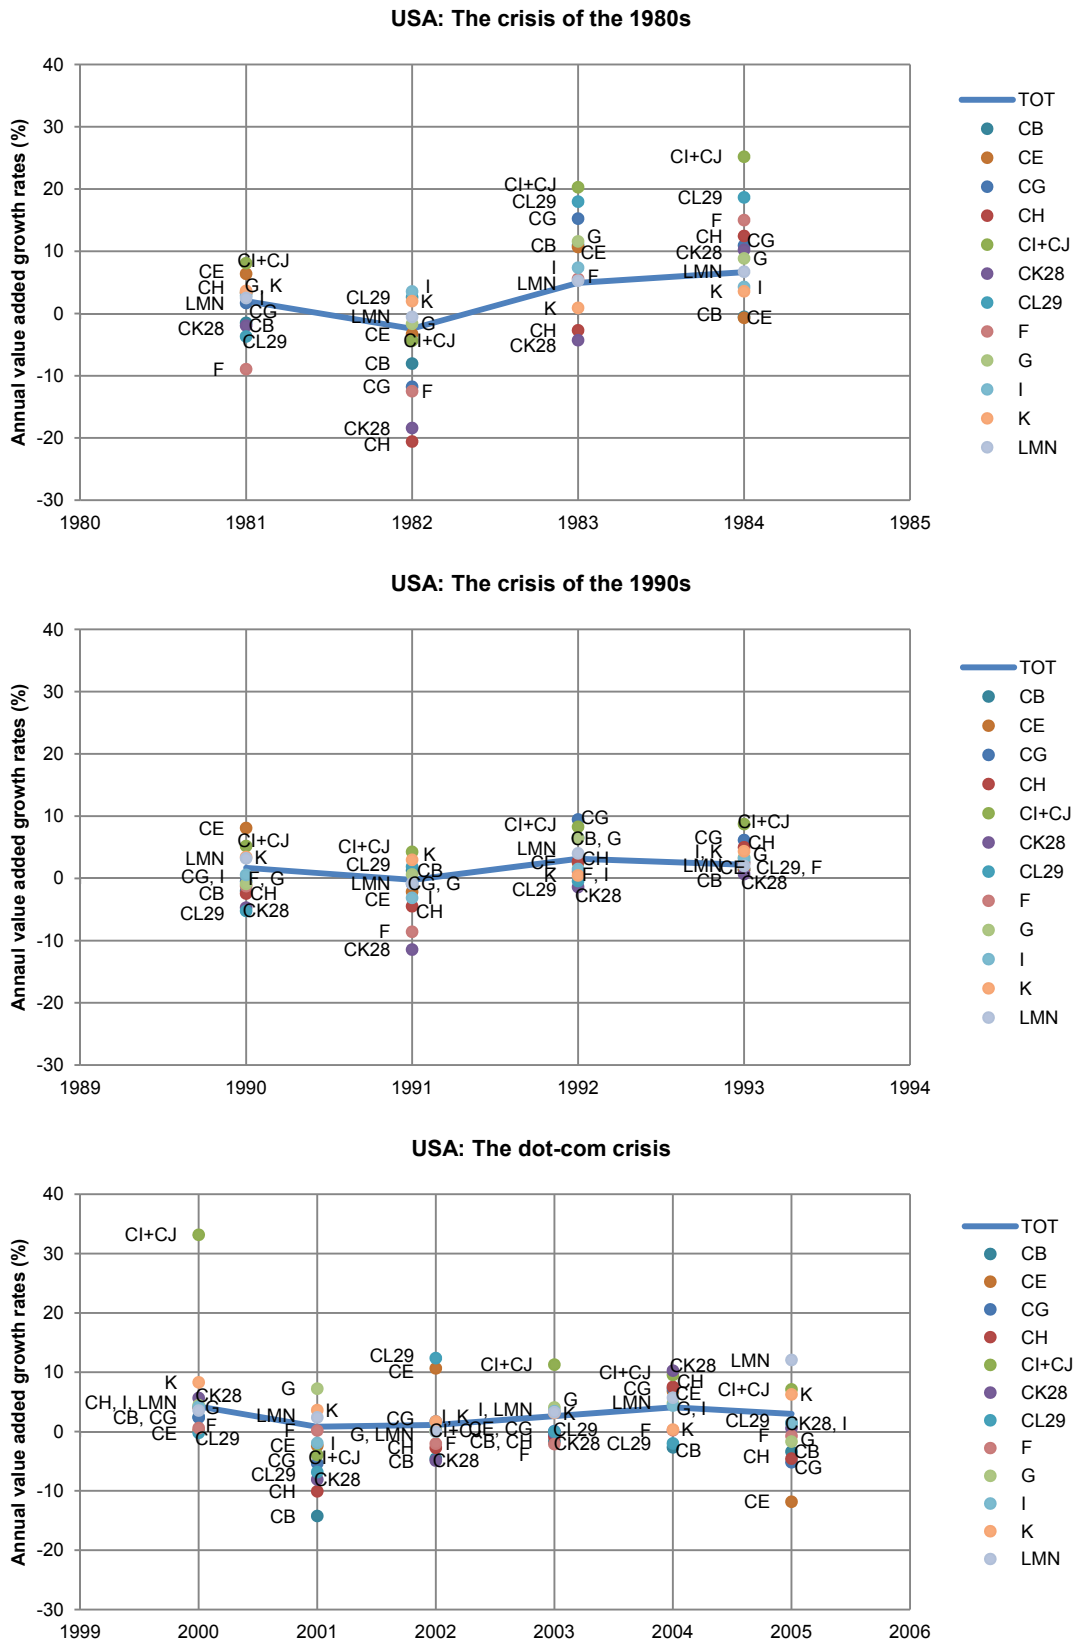 USA: The crisis of the 1980s
Annual value added growth rates (%)
40
30
20
10
0
-10
-20
-30
1980
1981
1982
1983
1984
1985
CI+CJ
CE
CH
G, K
LMN
I
CG
CK28
CB
CL29
F
I
CL29
K
LMN
G
CE
CI+CJ
CB
CG
F
CK28
CH
CI+CJ
CL29
CG
G
CB
CE
I
F
LMN
CH
CK28
CI+CJ
CL29
F
CH
CG
CK28
G
LMN
I
K
CB
CE
TOT
CB
CE
CG
CH
CI+CJ
CK28
CL29
F
G
I
K
LMN
USA: The crisis of the 1990s
Annaul value added growth rates (%)
40
30
20
10
0
-10
-20
-30
1989
1990
1991
1992
1993
1994
CE
CI+CJ
LMN
K
CG, I
F, G
CB
CH
CL29
CK28
CI+CJ
K
CL29
CB
LMN
CG, G
CE
I
CH
F
CK28
CG
CI+CJ
CB, G
LMN
CE
CH
K
F, I
CL29
CK28
CI+CJ
CG
CH
I, K
G
LMN
CE
CL29, F
CB
CK28
TOT
CB
CE
CG
CH
CI+CJ
CK28
CL29
F
G
I
K
LMN
USA: The dot-com crisis
Annual value added growth rates (%)
40
30
20
10
0
-10
-20
-30
1999
2000
2001
2002
2003
2004
2005
2006
CI+CJ
K
CK28
CH, I, LMN
G
CB, CG
F
CE
CL29
G
K
LMN
F
CE
I
CI+CJ
CG
CL29
CK28
CH
CB
CL29
CE
CG
I, K
G, LMN
CI+CJ
CH
F
CB
CK28
CI+CJ
G
I, LMN
K
CE, CG
CL29
CB, CH
CK28
F
CI+CJ
CK28
CH
CG
CE
LMN
G, I
F
K
CL29
CB
LMN
CI+CJ
K
CL29
CK28, I
F
G
CB
CH
CG
CE
TOT
CB
CE
CG
CH
CI+CJ
CK28
CL29
F
G
I
K
LMN